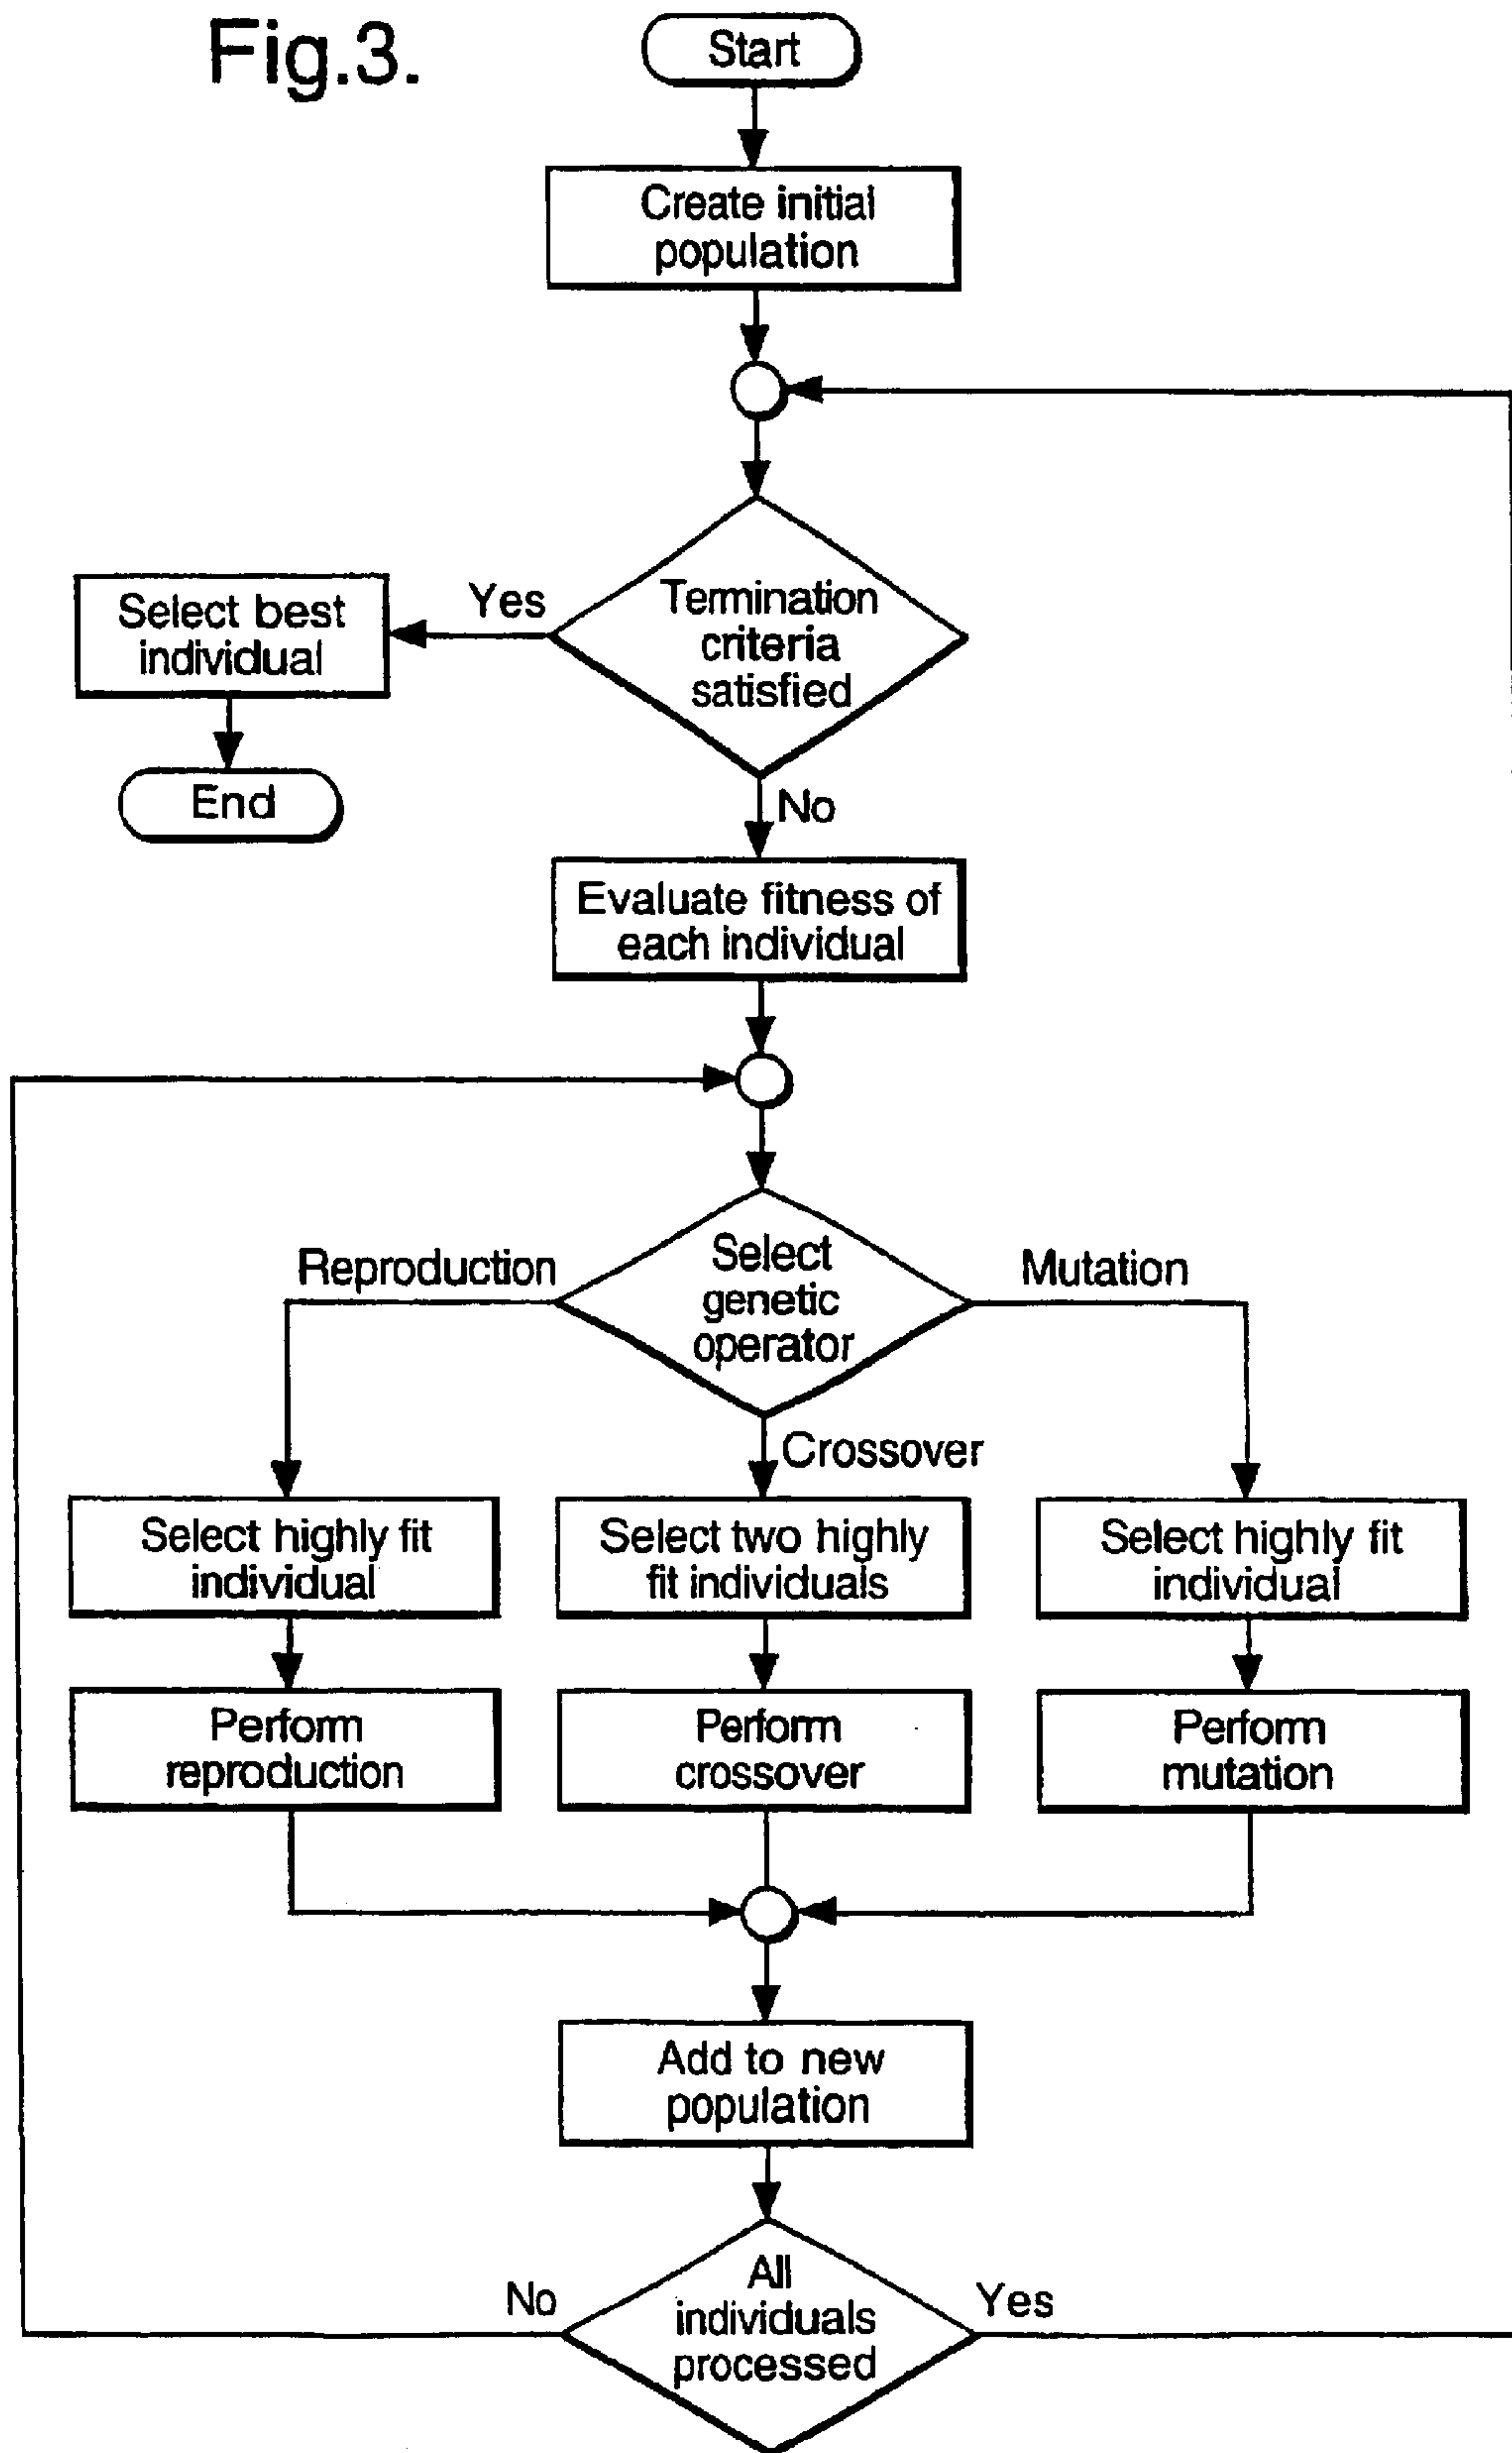 Fig.3.
Start
Create initial
population
Termination
criteria
satisfied
Yes
Select best
individual
End
No
Evaluate fitness of
each individual
Select
genetic
operator
Reproduction
Mutation
Crossover
Select highly fit
individual
Select two highly
fit individuals
Select highly fit
individual
Perform
reproduction
Perform
crossover
Perform
mutation
Add to new
population
All
individuals
processed
No
Yes